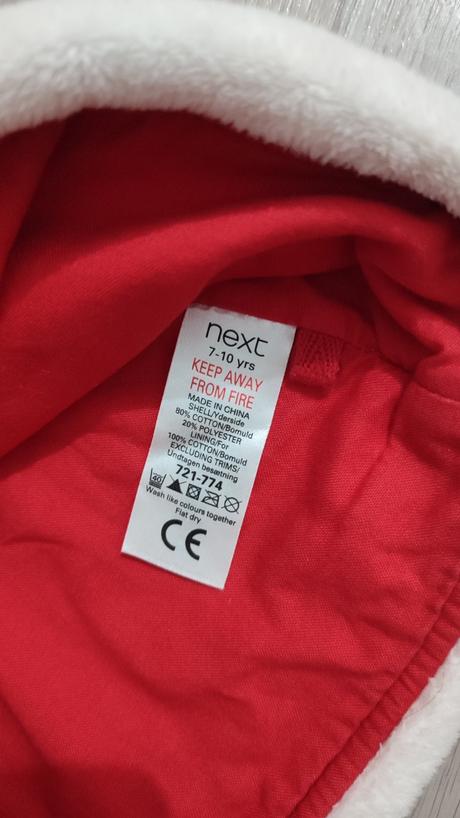 next
7-10 yrs
KEEP AWAY
FROM FIRE
MADE IN CHINA
SHELL/Yderside
80% COTTON/Bomuld
20% POLYESTER
LINING/For
100% COTTON/Bomuld
EXCLUDING TRIMS/
Undtagen besætning
721-774
40
Wash like colours together
Flat dry
CE